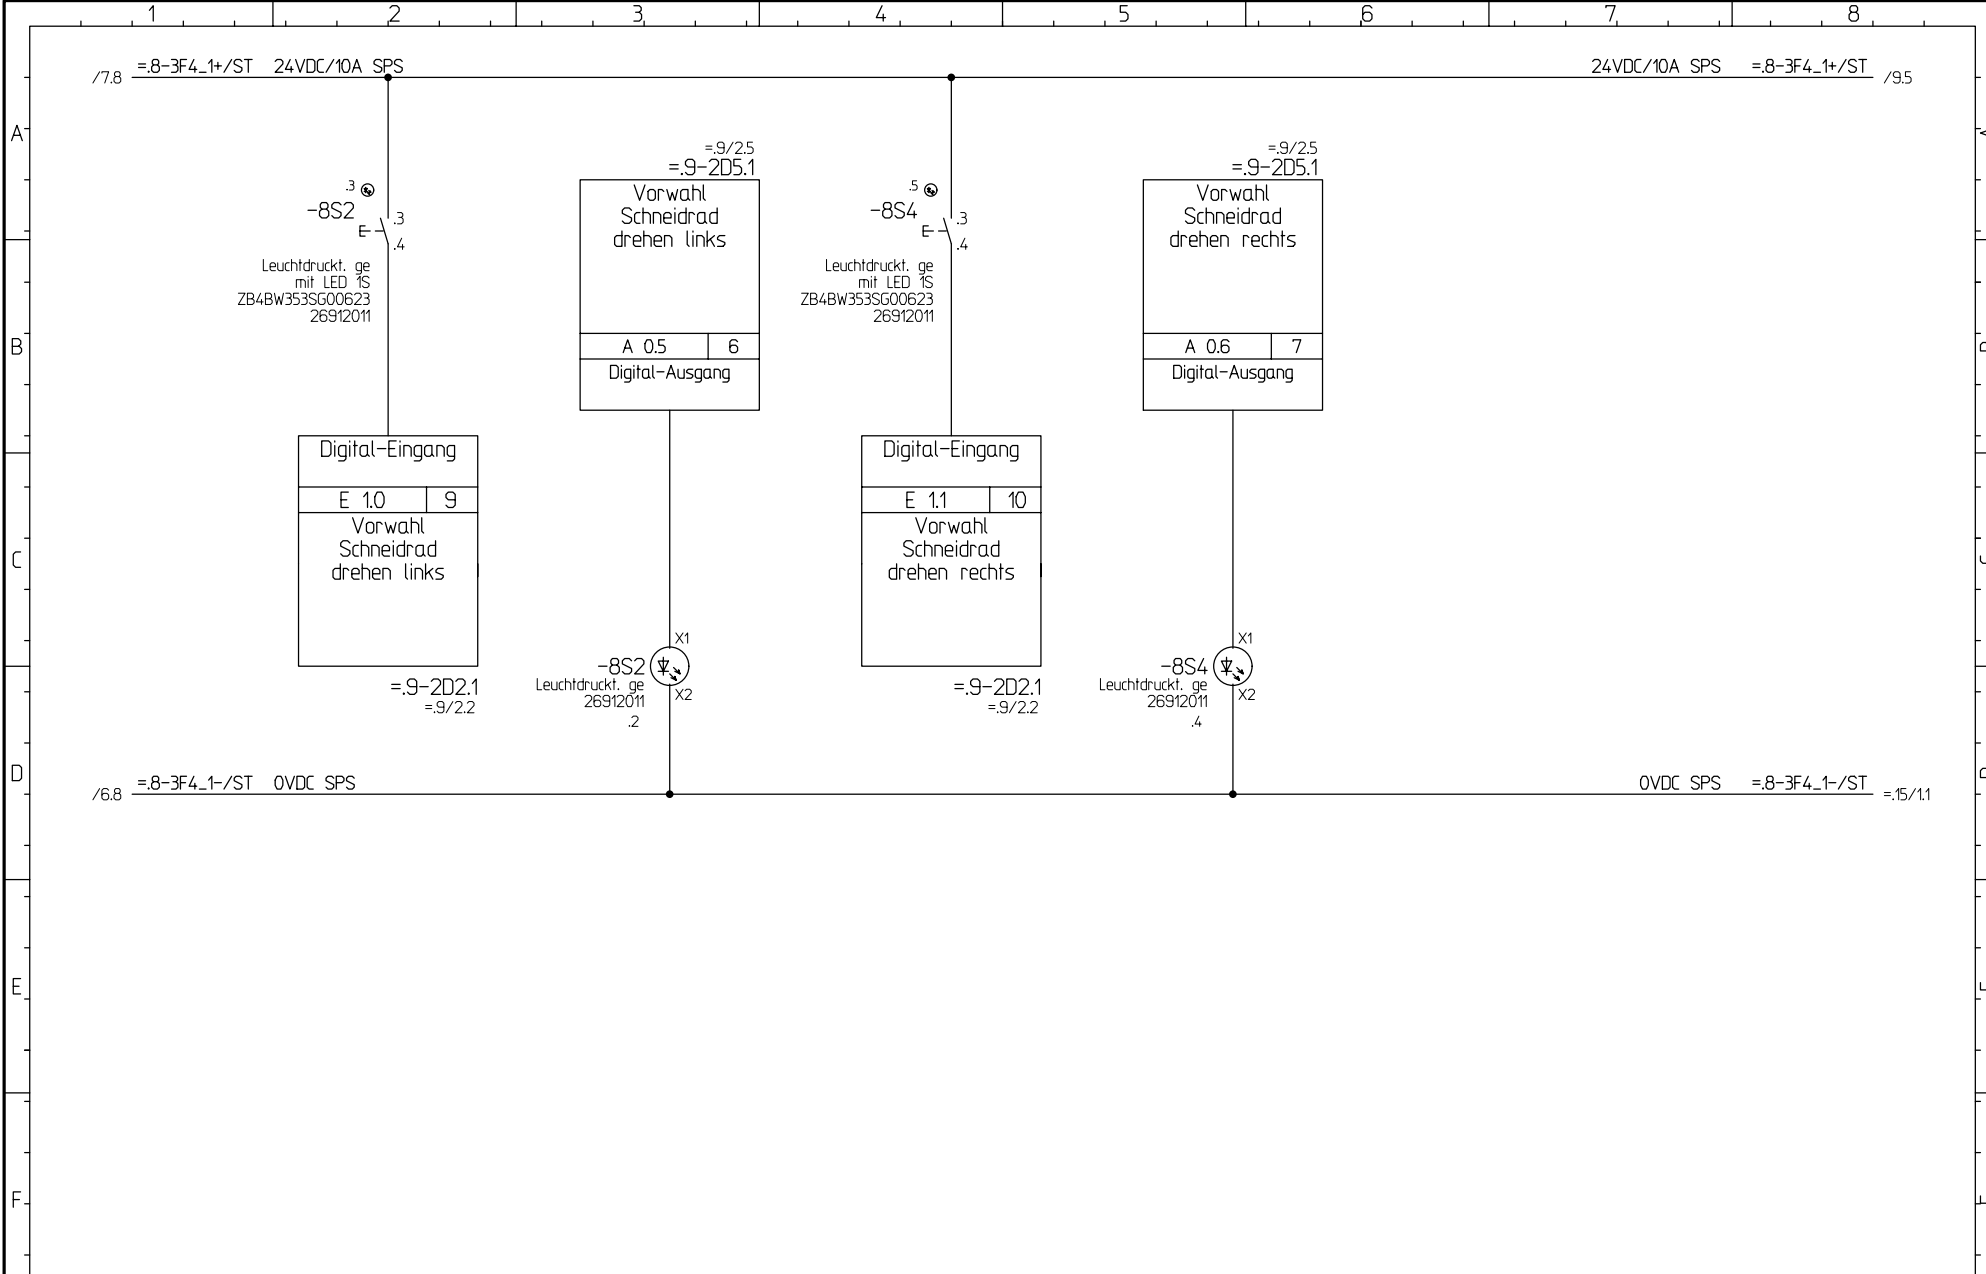 1 2 3 4 5 6 7 8
/7.8 =.8-3F4_1+/ST 24VDC/10A SPS
24VDC/10A SPS =.8-3F4_1+/ST /9.5
A
B
C
D
E
F
.3
-8S2
.3
.4
Leuchtdruckt. ge
mit LED 1S
ZB4BW353SG00623
26912011
Digital-Eingang
E 1.0 9
Vorwahl
Schneidrad
drehen links
=.9-2D2.1
=.9/2.2
=.9/2.5
=.9-2D5.1
Vorwahl
Schneidrad
drehen links
A 0.5 6
Digital-Ausgang
X1
-8S2
Leuchtdruckt. ge
26912011
X2
.2
.5
-8S4
.3
.4
Leuchtdruckt. ge
mit LED 1S
ZB4BW353SG00623
26912011
Digital-Eingang
E 1.1 10
Vorwahl
Schneidrad
drehen rechts
=.9-2D2.1
=.9/2.2
=.9/2.5
=.9-2D5.1
Vorwahl
Schneidrad
drehen rechts
A 0.6 7
Digital-Ausgang
X1
-8S4
Leuchtdruckt. ge
26912011
X2
.4
/6.8 =.8-3F4_1-/ST 0VDC SPS
0VDC SPS =.8-3F4_1-/ST =.15/1.1